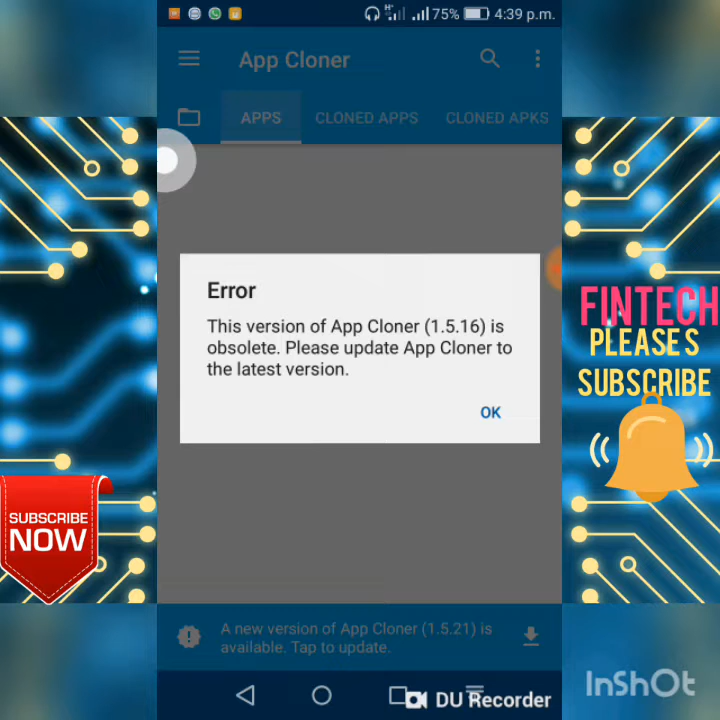 75% 4:39 p.m.
App Cloner
APPS CLONED APPS CLONED APKS
Error
This version of App Cloner (1.5.16) is
obsolete. Please update App Cloner to
the latest version.
OK
FINTECH
PLEASES
SUBSCRIBE
SUBSCRIBE
NOW
A new version of App Cloner (1.5.21) is
available. Tap to update.
DU Recorder
InShOt